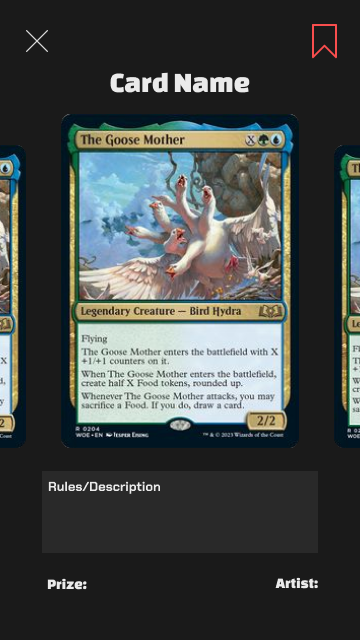 Card Name
The Goose Mother X
Legendary Creature — Bird Hydra
Flying
The Goose Mother enters the battlefield with X
+1/+1 counters on it.
When The Goose Mother enters the battlefield,
create half X Food tokens, rounded up.
Whenever The Goose Mother attacks, you may
sacrifice a Food. If you do, draw a card.
2/2
R 0204
WOE • EN Jesper Ejsing ™ & © 2023 Wizards of the Coast
Rules/Description
Prize:
Artist: